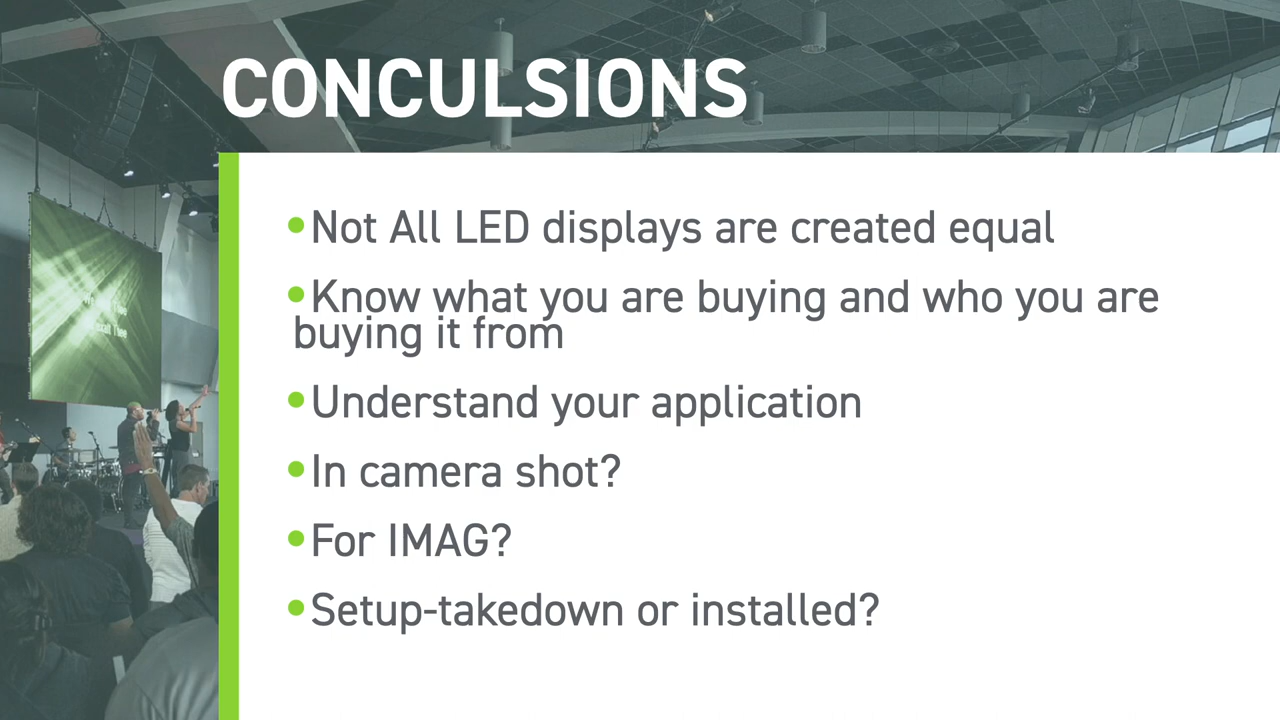 CONCULSIONS
•Not All LED displays are created equal
•Know what you are buying and who you are
buying it from
•Understand your application
•In camera shot?
•For IMAG?
•Setup-takedown or installed?